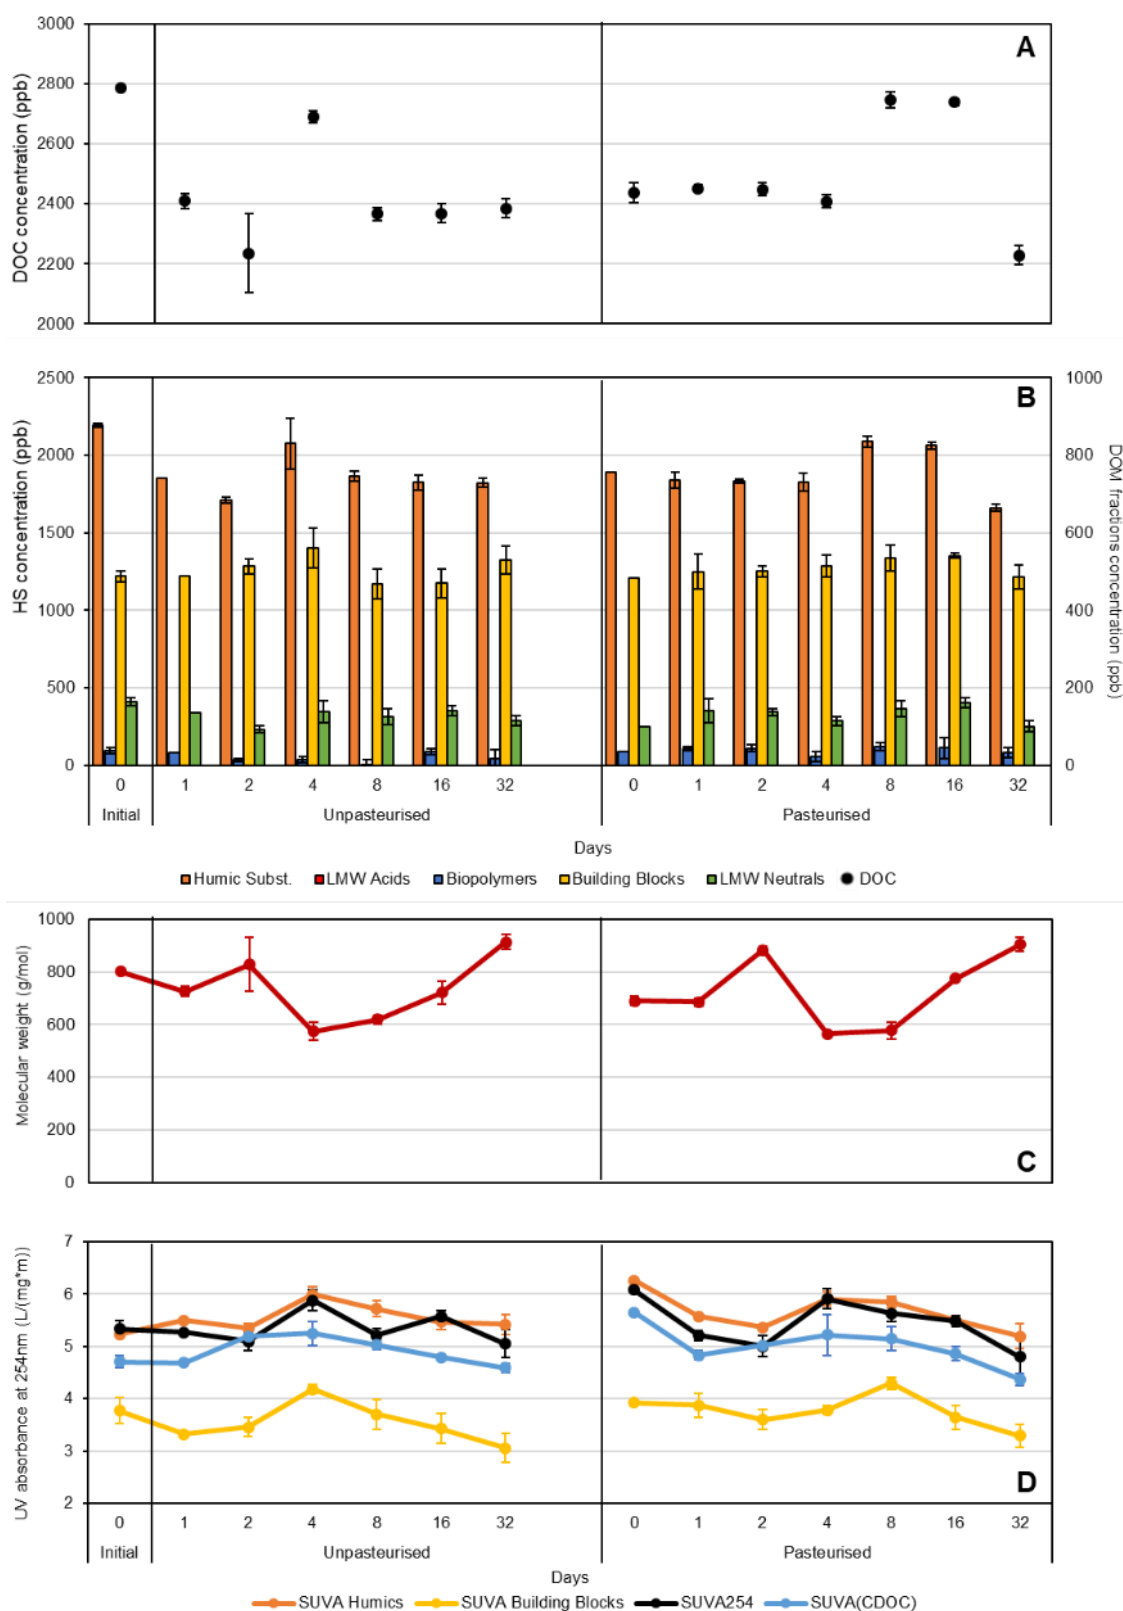 A
DOC concentration (ppb)
3000
2800
2600
2400
2200
2000
B
HS concentration (ppb)
2500
2000
1500
1000
500
0
DOM fractions concentration (ppb)
1000
800
600
400
200
0
0 1 2 4 8 16 32 0 1 2 4 8 16 32
Initial Unpasteurised Pasteurised
Days
Humic Subst. LMW Acids Biopolymers Building Blocks LMW Neutrals DOC
Molecular weight (g/mol)
1000
800
600
400
200
0
C
UV absorbance at 254nm (L/(mg*m))
7
6
5
4
3
2
D
0 1 2 4 8 16 32 0 1 2 4 8 16 32
Initial Unpasteurised Pasteurised
Days
SUVA Humics SUVA Building Blocks SUVA254 SUVA(CDOC)